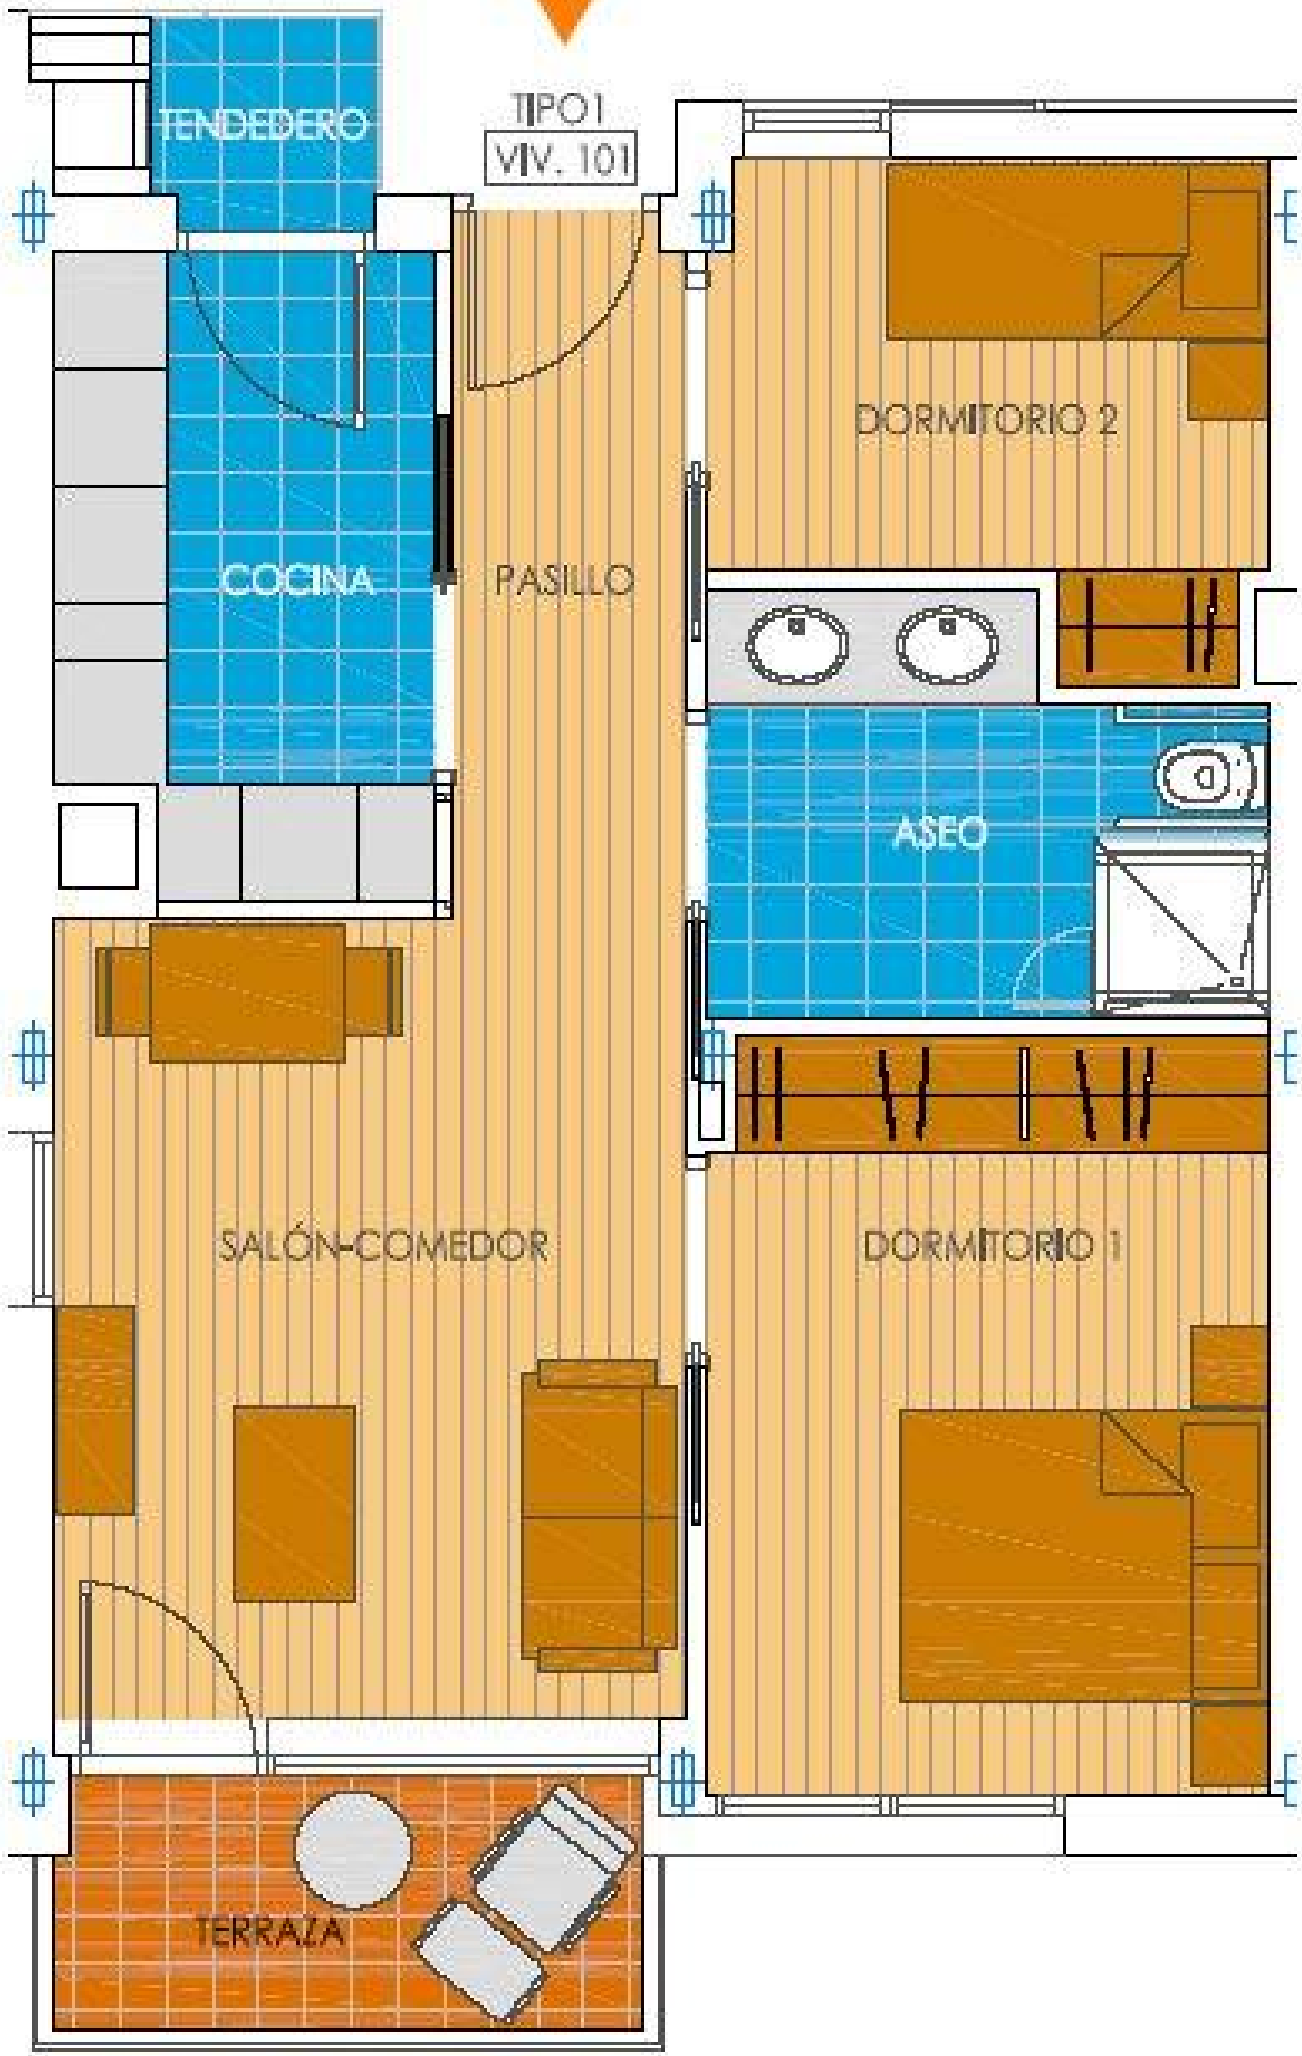 TIPO1
VIV. 101
TENDEDERO
DORMITORIO 2
COCINA
PASILLO
ASEO
SALÓN-COMEDOR
DORMITORIO 1
TERRAZA